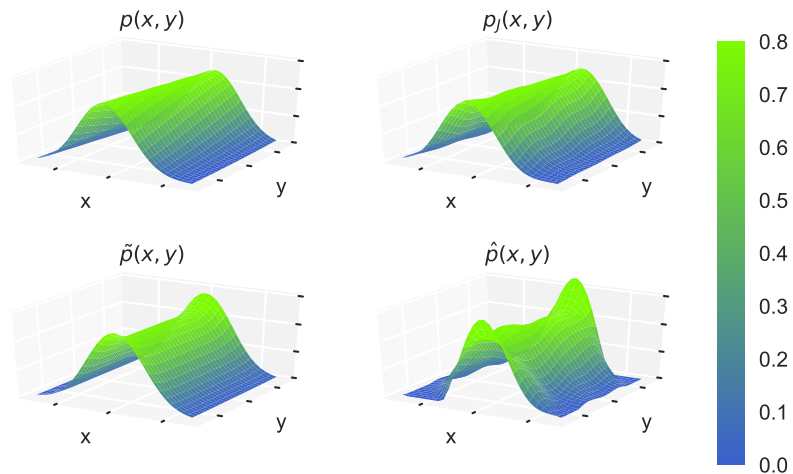 p(x, y)
p_J(x, y)
0.8
0.7
0.6
0.5
0.4
0.3
0.2
0.1
0.0
x
y
x
y
p̃(x, y)
p̂(x, y)
x
y
x
y